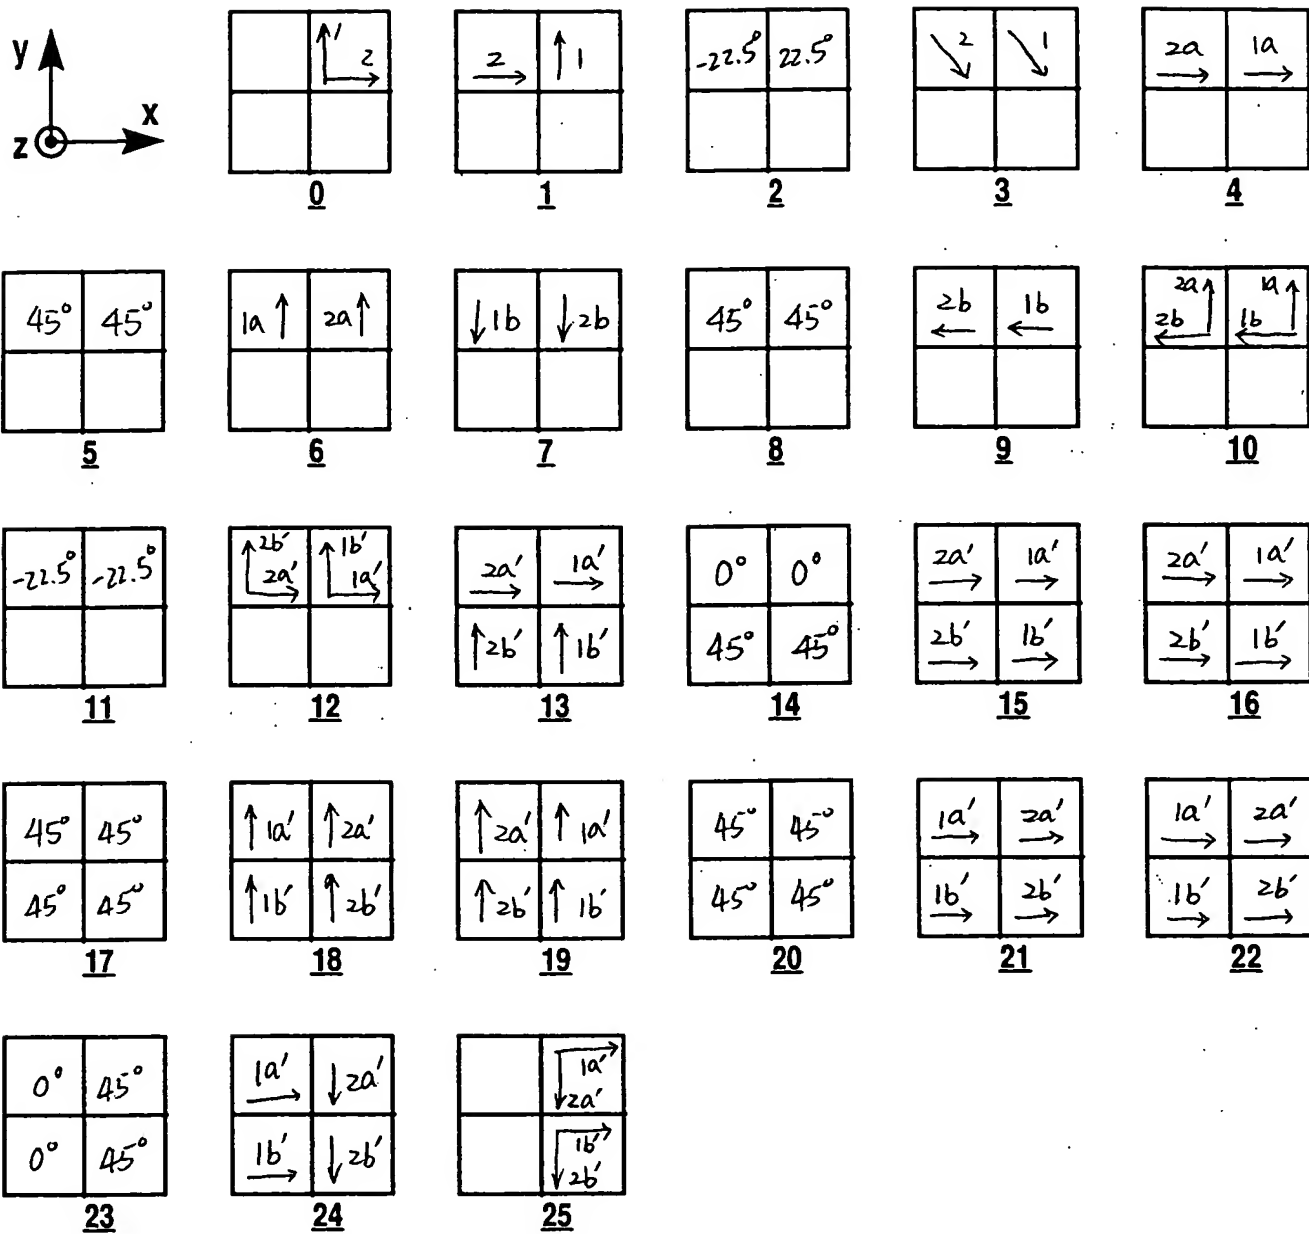 y
x
z
1 2
2 1
-22.5° 22.5°
2 1
2a 1a
0 1 2 3 4
45° 45°
1a 2a
1b 2b
45° 45°
2b 1b
2a 1a
2b 1b
5 6 7 8 9 10
-22.5° -22.5°
2b' 1b'
2a' 1a'
2a' 1a'
2b' 1b'
0° 0°
45° 45°
2a' 1a'
2b' 1b'
2a' 1a'
2b' 1b'
11 12 13 14 15 16
45° 45°
45° 45°
1a' 2a'
1b' 2b'
2a' 1a'
2b' 1b'
45° 45°
45° 45°
1a' 2a'
1b' 2b'
1a' 2a'
1b' 2b'
17 18 19 20 21 22
0° 45°
0° 45°
1a' 2a'
1b' 2b'
1a'
2a'
1b'
2b'
23 24 25